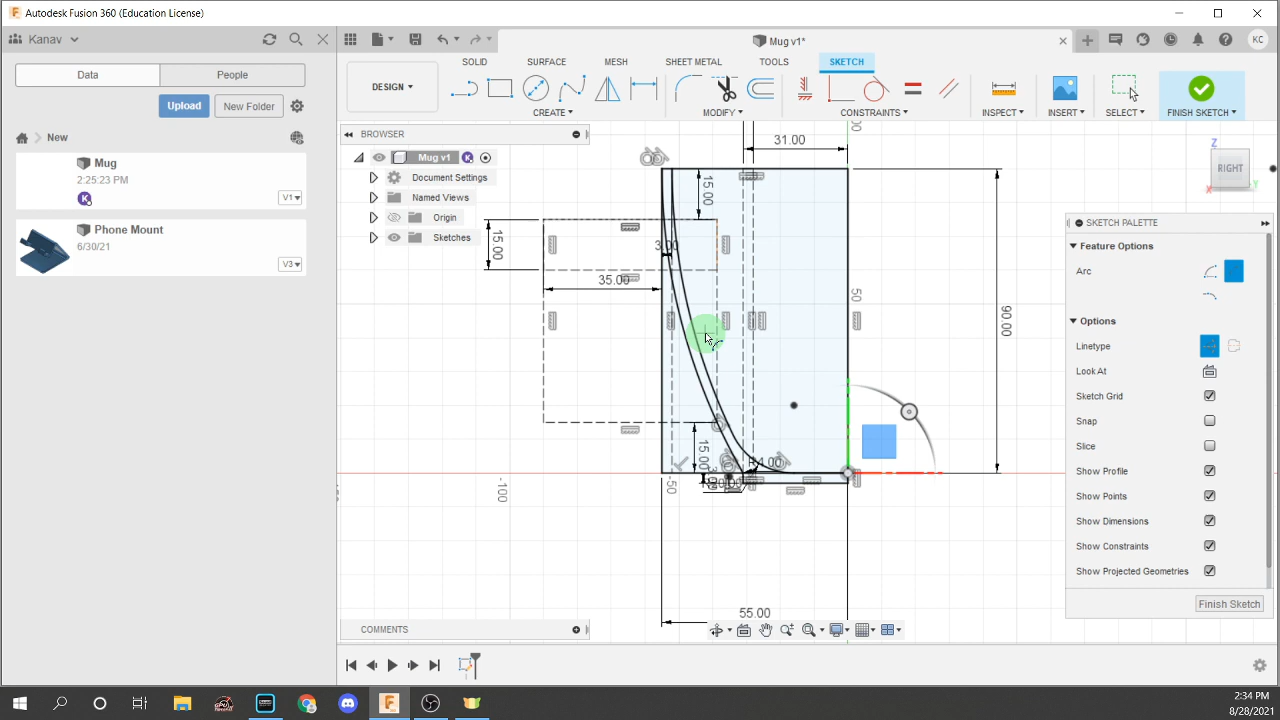 Autodesk Fusion 360 (Education License)
Kanav
Mug v1*
KC
Data
People
Upload
New Folder
New
Mug
2:25:23 PM
V1
Phone Mount
6/30/21
V3
DESIGN
SOLID
SURFACE
MESH
SHEET METAL
TOOLS
SKETCH
CREATE
MODIFY
CONSTRAINTS
INSPECT
INSERT
SELECT
FINISH SKETCH
BROWSER
Mug v1
Document Settings
Named Views
Origin
Sketches
31.00
15.00
15.00
3.00
35.00
50
90.00
15.00
R4.00
-50
-100
55.00
Z
RIGHT
X
Y
SKETCH PALETTE
Feature Options
Arc
Options
Linetype
Look At
Sketch Grid
Snap
Slice
Show Profile
Show Points
Show Dimensions
Show Constraints
Show Projected Geometries
Finish Sketch
COMMENTS
2:34 PM
8/28/2021